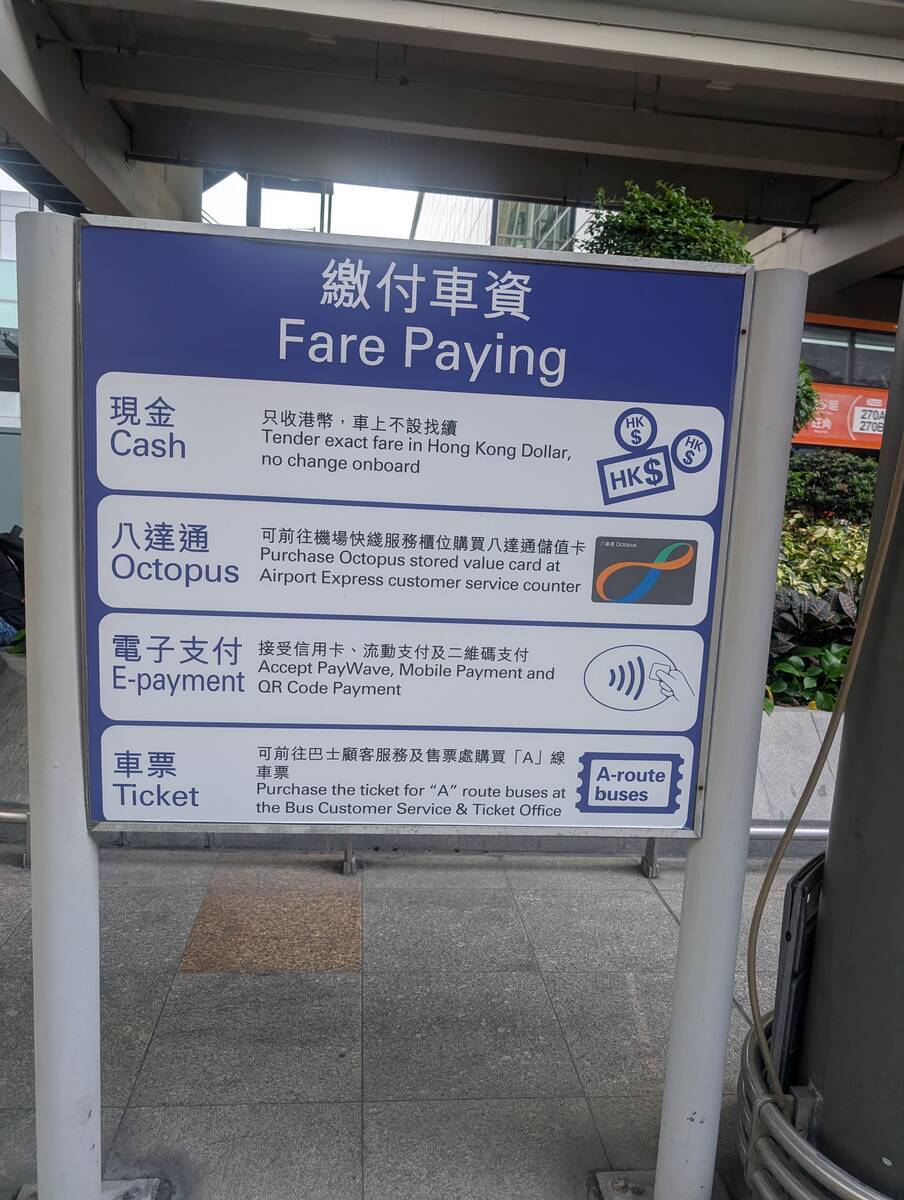 繳付車資
Fare Paying
現金
Cash
只收港幣，車上不設找續
Tender exact fare in Hong Kong Dollar,
no change onboard
HK
$
HK
$
HK$
八達通
Octopus
可前往機場快綫服務櫃位購買八達通儲值卡
Purchase Octopus stored value card at
Airport Express customer service counter
八達通 Octopus
電子支付
E-payment
接受信用卡、流動支付及二維碼支付
Accept PayWave, Mobile Payment and
QR Code Payment
車票
Ticket
可前往巴士顧客服務及售票處購買「A」線
車票
Purchase the ticket for “A” route buses at
the Bus Customer Service & Ticket Office
A-route
buses
270A
270B